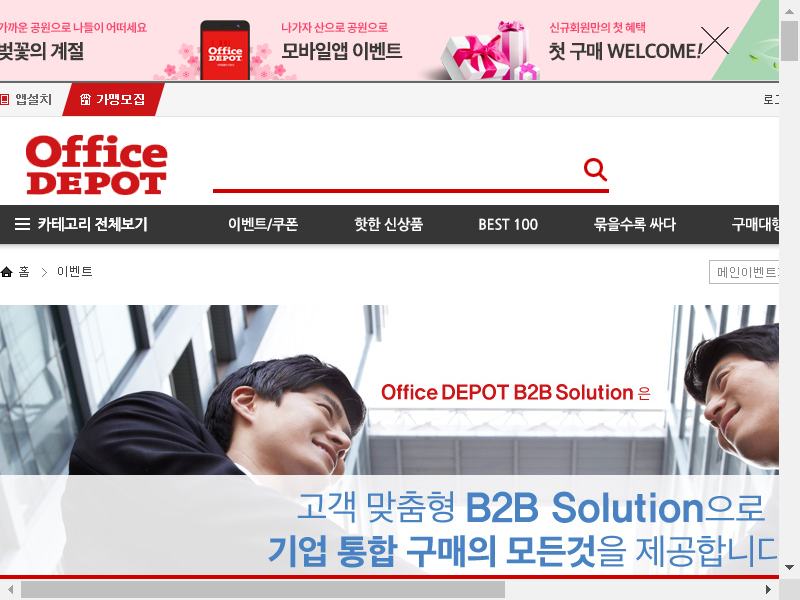 가까운 공원으로 나들이 어떠세요
벚꽃의 계절
Office
DEPOT
나가자 산으로 공원으로
모바일앱 이벤트
신규회원만의 첫 혜택
첫 구매 WELCOME!
앱설치
가맹모집
로그
Office
DEPOT
카테고리 전체보기
이벤트/쿠폰
핫한 신상품
BEST 100
묶을수록 싸다
구매대행
홈
이벤트
메인이벤트
Office DEPOT B2B Solution 은
고객 맞춤형 B2B Solution으로
기업 통합 구매의 모든것을 제공합니다